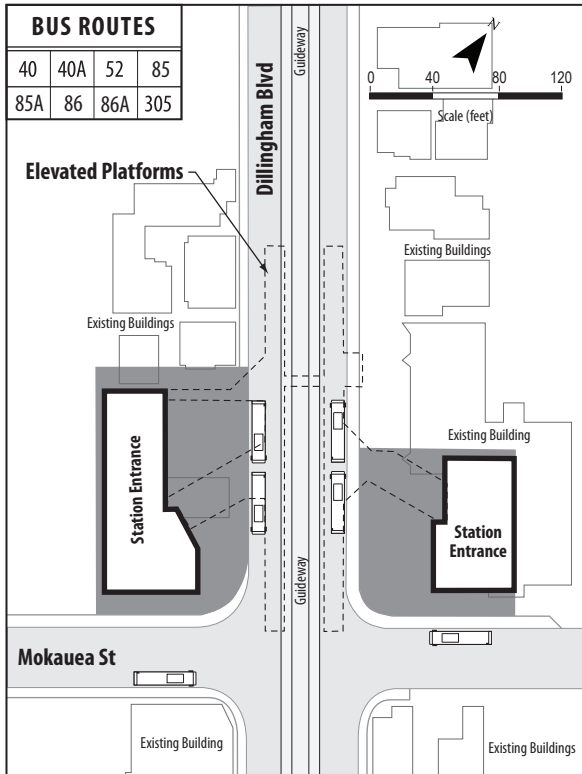 BUS ROUTES
40 40A 52 85
85A 86 86A 305
Dillingham Blvd
Guideway
N
0 40 80 120
Scale (feet)
Elevated Platforms
Existing Buildings
Existing Buildings
Existing Building
Station Entrance
Station
Entrance
Guideway
Mokauea St
Existing Building
Existing Buildings